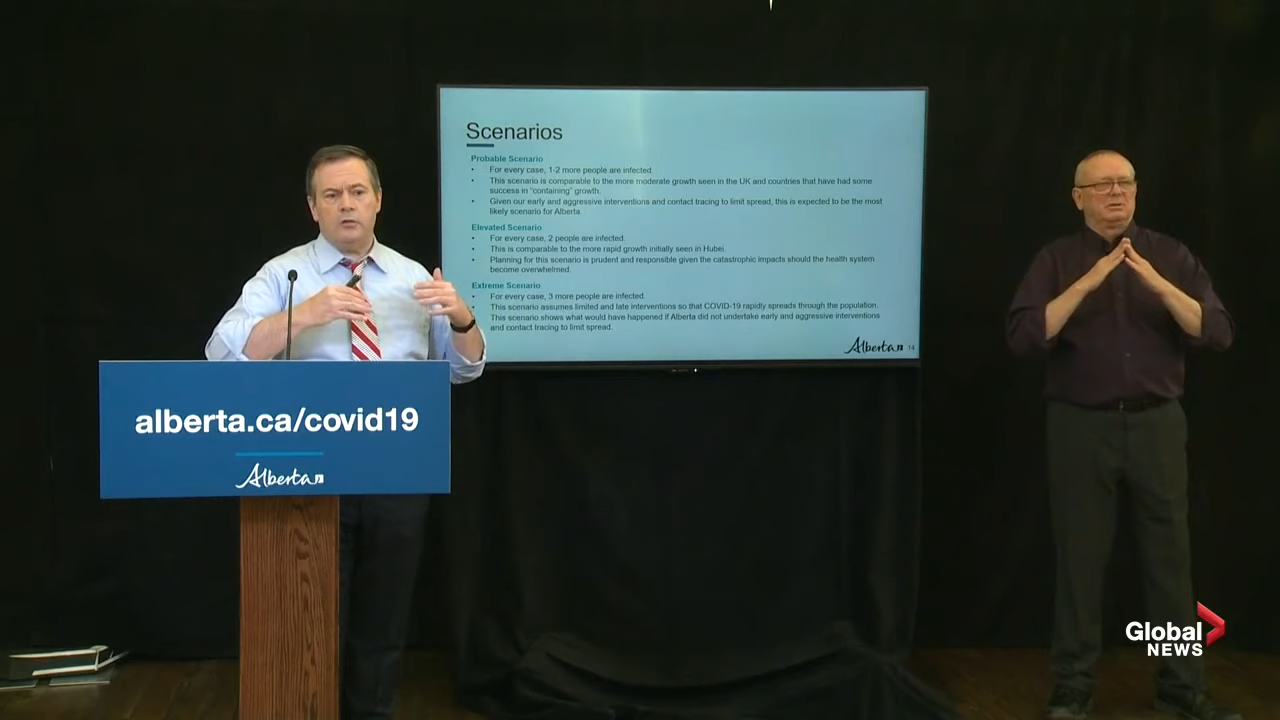 Scenarios
Probable Scenario
• For every case, 1-2 more people are infected.
• This scenario is comparable to the more moderate growth seen in the UK and countries that have had some
success in "containing" growth.
• Given our early and aggressive interventions and contact tracing to limit spread, this is expected to be the most
likely scenario for Alberta.
Elevated Scenario
• For every case, 2 people are infected.
• This is comparable to the more rapid growth initially seen in Hubei.
• Planning for this scenario is prudent and responsible given the catastrophic impacts should the health system
become overwhelmed.
Extreme Scenario
• For every case, 3 more people are infected.
• This scenario assumes limited and late interventions so that COVID-19 rapidly spreads through the population.
• This scenario shows what would have happened if Alberta did not undertake early and aggressive interventions
and contact tracing to limit spread.
Alberta 14
alberta.ca/covid19
Alberta
Global
NEWS